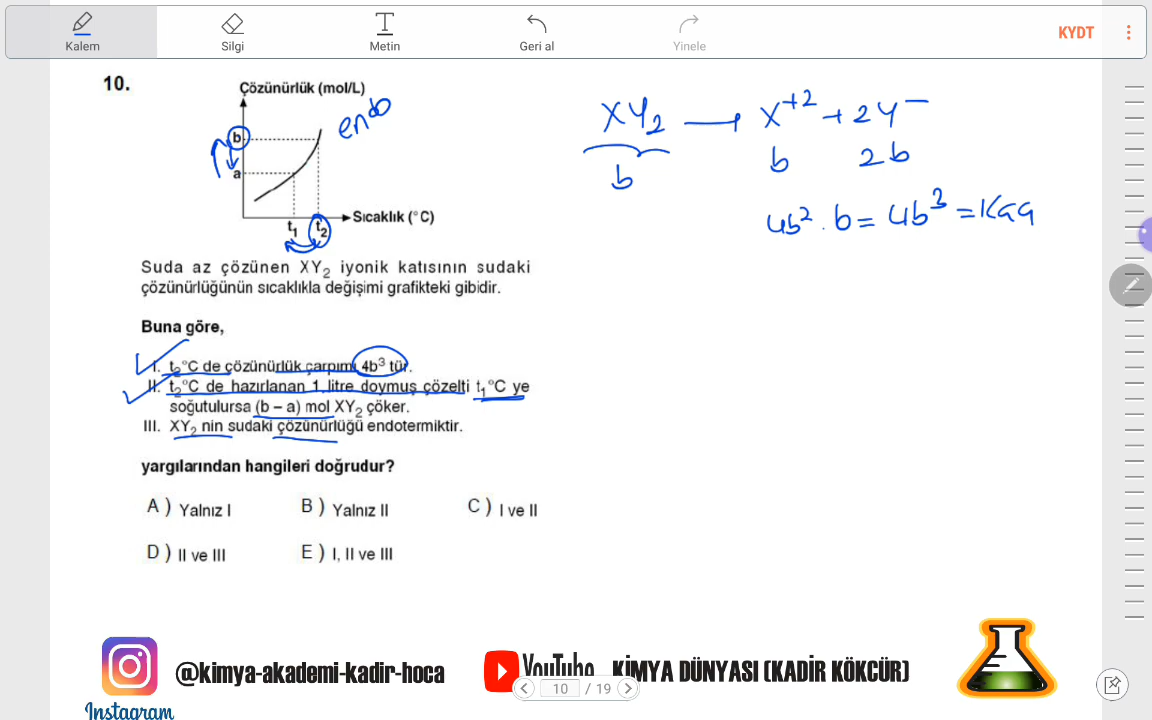 Kalem Silgi Metin Geri al Yinele KYDT
10.
Çözünürlük (mol/L)
endo
b
a
t1 t2 Sıcaklık (°C)
XY2 → X+2 + 2Y−
b b 2b
4b² . b = 4b³ = Kçç
Suda az çözünen XY2 iyonik katısının sudaki
çözünürlüğünün sıcaklıkla değişimi grafikteki gibidir.
Buna göre,
I. t2°C de çözünürlük çarpımı 4b³ tür.
II. t2°C de hazırlanan 1 litre doymuş çözelti t1°C ye
soğutulursa (b – a) mol XY2 çöker.
III. XY2 nin sudaki çözünürlüğü endotermiktir.
yargılarından hangileri doğrudur?
A ) Yalnız I B ) Yalnız II C ) I ve II
D ) II ve III E ) I, II ve III
@kimya-akademi-kadir-hoca
YouTube KİMYA DÜNYASI (KADİR KÖKCÜR)
10 / 19
Instagram